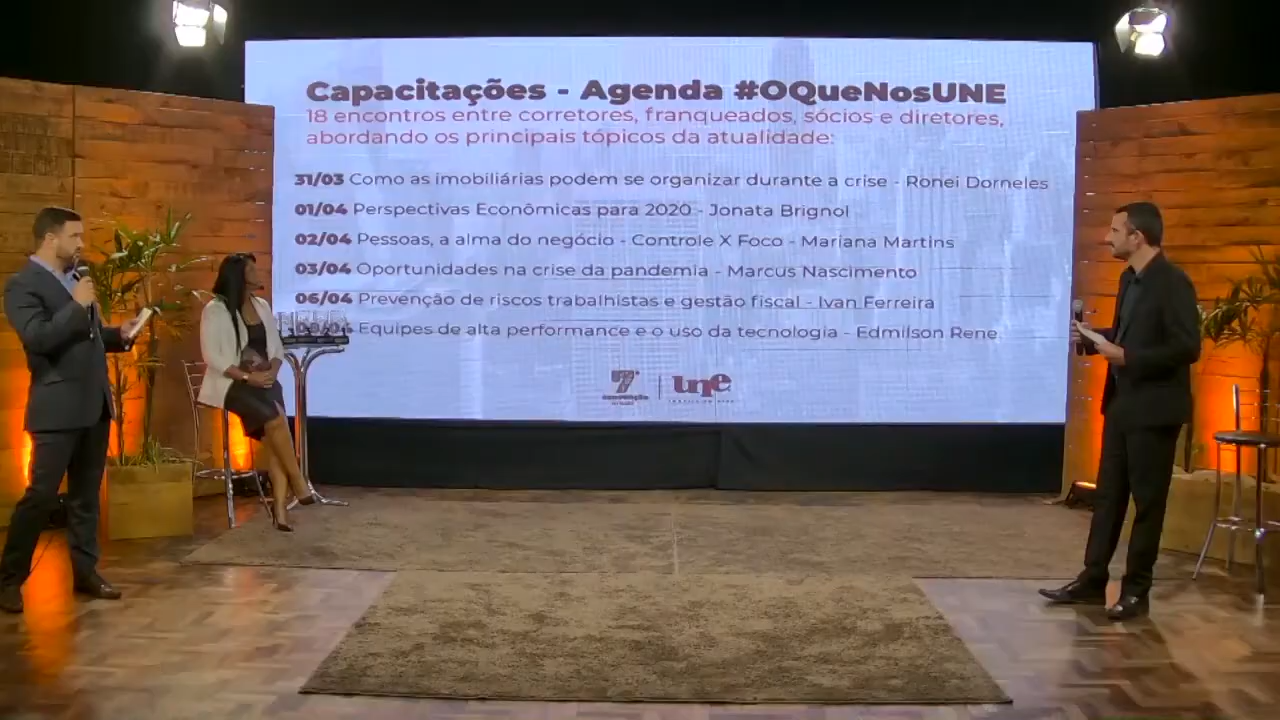 Capacitações - Agenda #OQueNosUNE
18 encontros entre corretores, franqueados, sócios e diretores,
abordando os principais tópicos da atualidade:
31/03 Como as imobiliárias podem se organizar durante a crise - Ronei Dorneles
01/04 Perspectivas Econômicas para 2020 - Jonata Brignol
02/04 Pessoas, a alma do negócio - Controle X Foco - Mariana Martins
03/04 Oportunidades na crise da pandemia - Marcus Nascimento
06/04 Prevenção de riscos trabalhistas e gestão fiscal - Ivan Ferreira
Equipes de alta performance e o uso da tecnologia - Edmilson Rene
7ª CONVENÇÃO
une